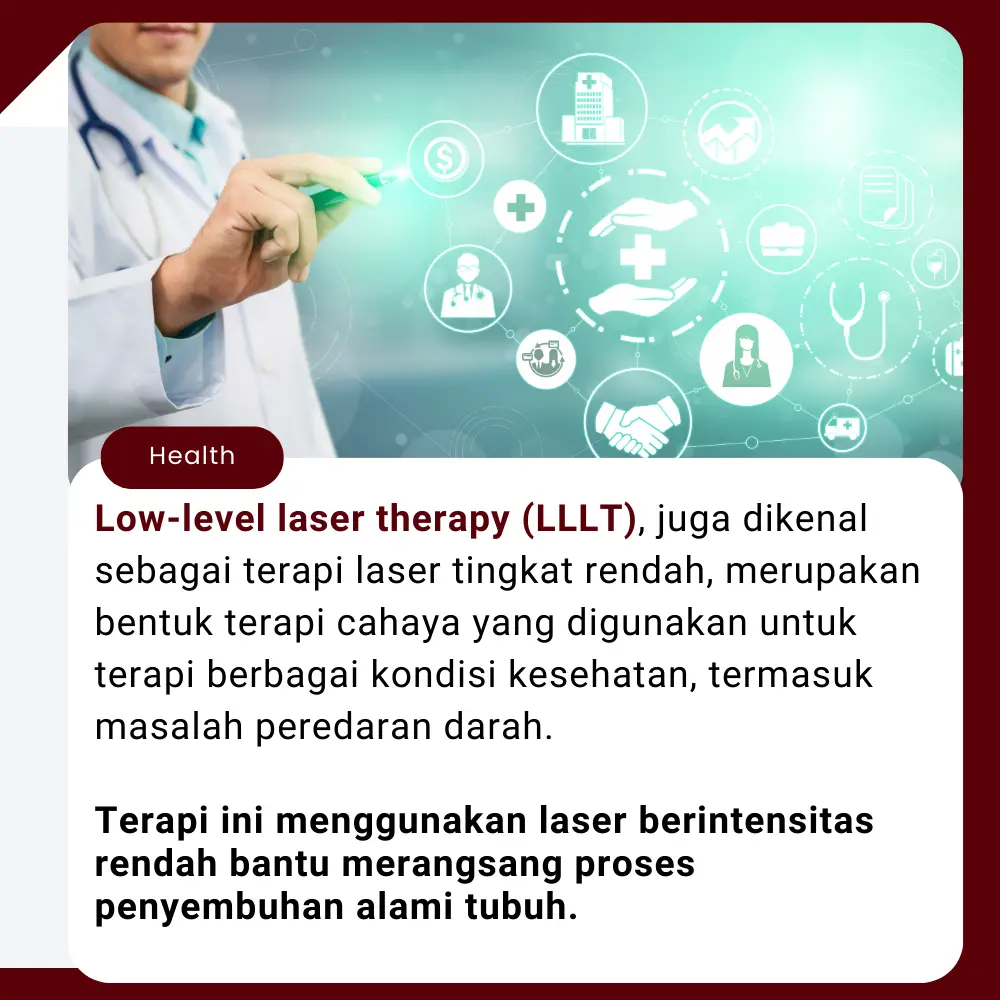 Health
Low-level laser therapy (LLLT), juga dikenal
sebagai terapi laser tingkat rendah, merupakan
bentuk terapi cahaya yang digunakan untuk
terapi berbagai kondisi kesehatan, termasuk
masalah peredaran darah.
Terapi ini menggunakan laser berintensitas
rendah bantu merangsang proses
penyembuhan alami tubuh.